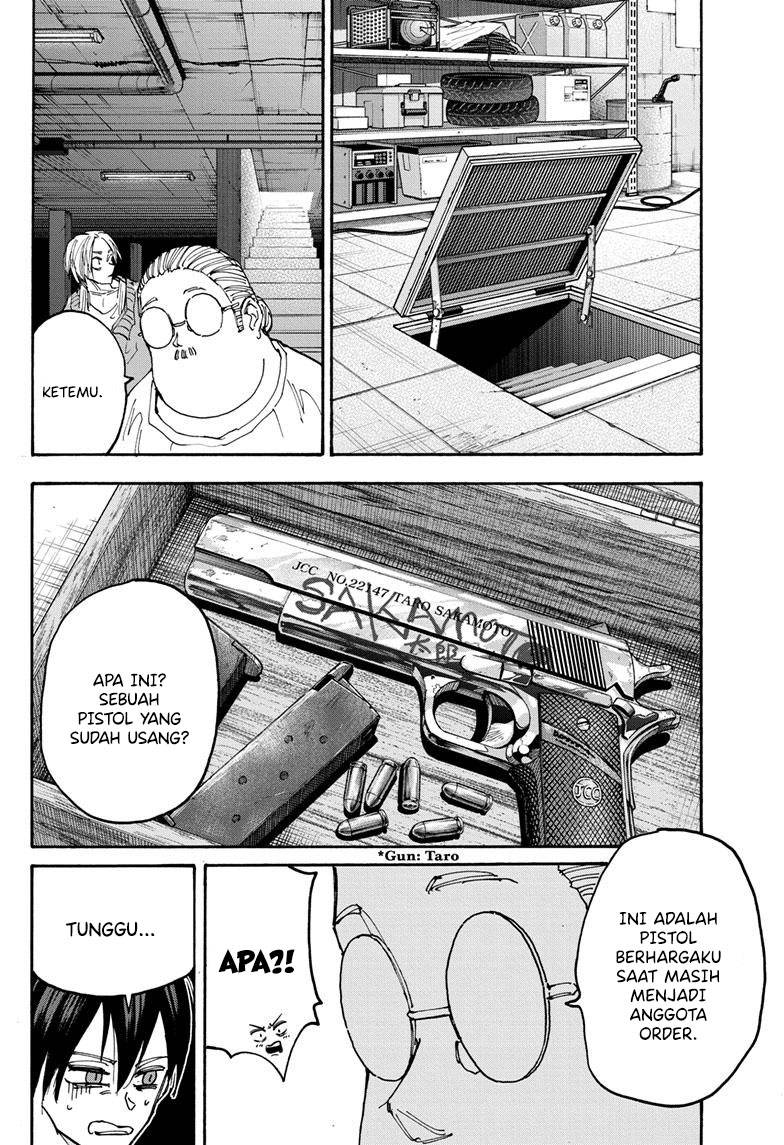 KETEMU.
JCC NO.22147 TARO SAKAMOTO
SAKAMOTO
太郎
JCC
APA INI?
SEBUAH
PISTOL YANG
SUDAH USANG?
*Gun: Taro
INI ADALAH
PISTOL
BERHARGAKU
SAAT MASIH
MENJADI
ANGGOTA
ORDER.
APA?!
TUNGGU...